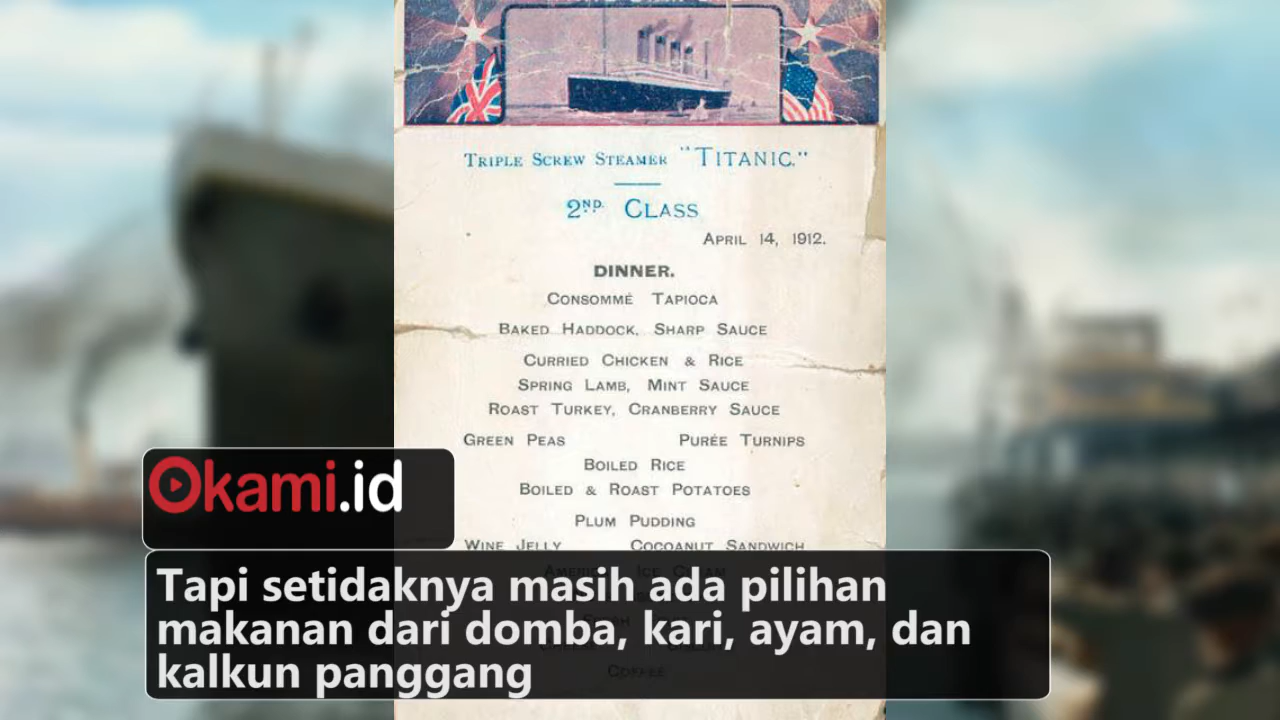 TRIPLE SCREW STEAMER "TITANIC."
2ND. CLASS
APRIL 14, 1912.
DINNER.
CONSOMMÉ TAPIOCA
BAKED HADDOCK, SHARP SAUCE
CURRIED CHICKEN & RICE
SPRING LAMB, MINT SAUCE
ROAST TURKEY, CRANBERRY SAUCE
GREEN PEAS PURÉE TURNIPS
BOILED RICE
BOILED & ROAST POTATOES
PLUM PUDDING
WINE JELLY COCOANUT SANDWICH
ICE CREAM
COFFEE
Okami.id
Tapi setidaknya masih ada pilihan
makanan dari domba, kari, ayam, dan
kalkun panggang